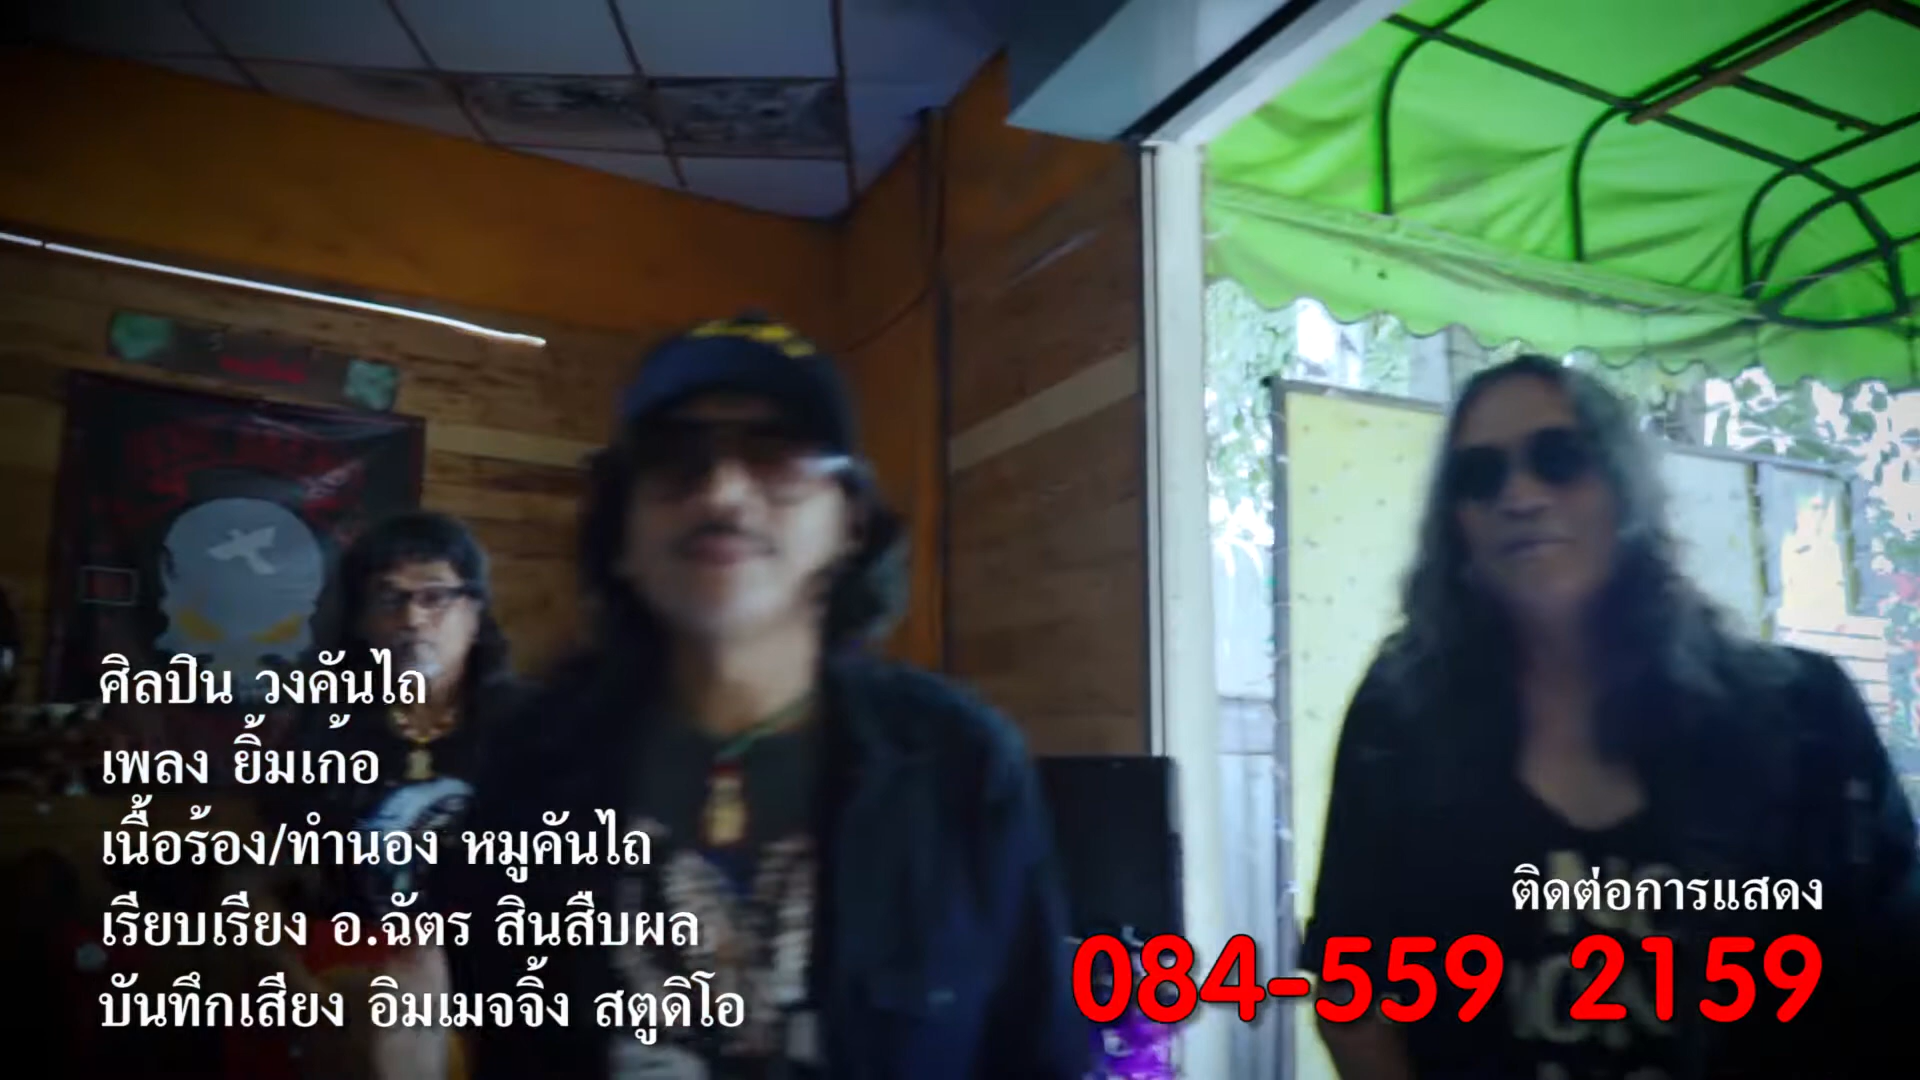 ศิลปิน วงคันไถ
เพลง ยิ้มเก้อ
เนื้อร้อง/ทำนอง หมูคันไถ
เรียบเรียง อ.ฉัตร สินสืบผล
บันทึกเสียง อิมเมจจิ้ง สตูดิโอ
ติดต่อการแสดง
084-559 2159